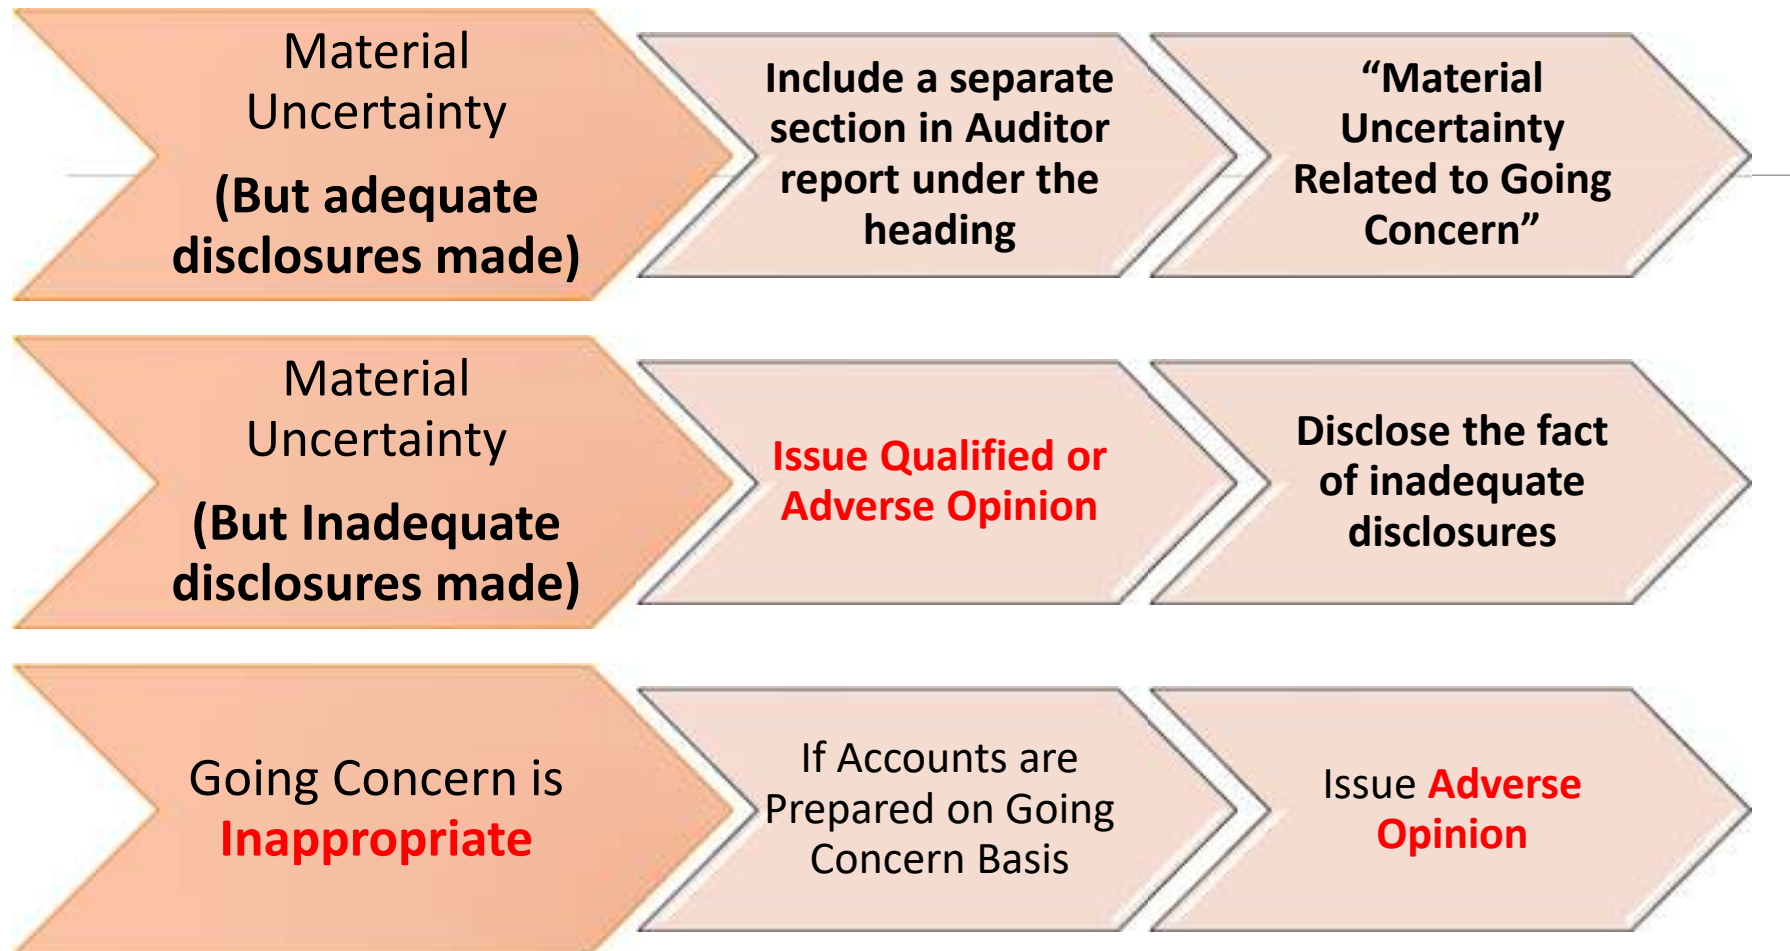 Material
Uncertainty
(But adequate
disclosures made)
Include a separate
section in Auditor
report under the
heading
“Material
Uncertainty
Related to Going
Concern”
Material
Uncertainty
(But Inadequate
disclosures made)
Issue Qualified or
Adverse Opinion
Disclose the fact
of inadequate
disclosures
Going Concern is
Inappropriate
If Accounts are
Prepared on Going
Concern Basis
Issue Adverse
Opinion